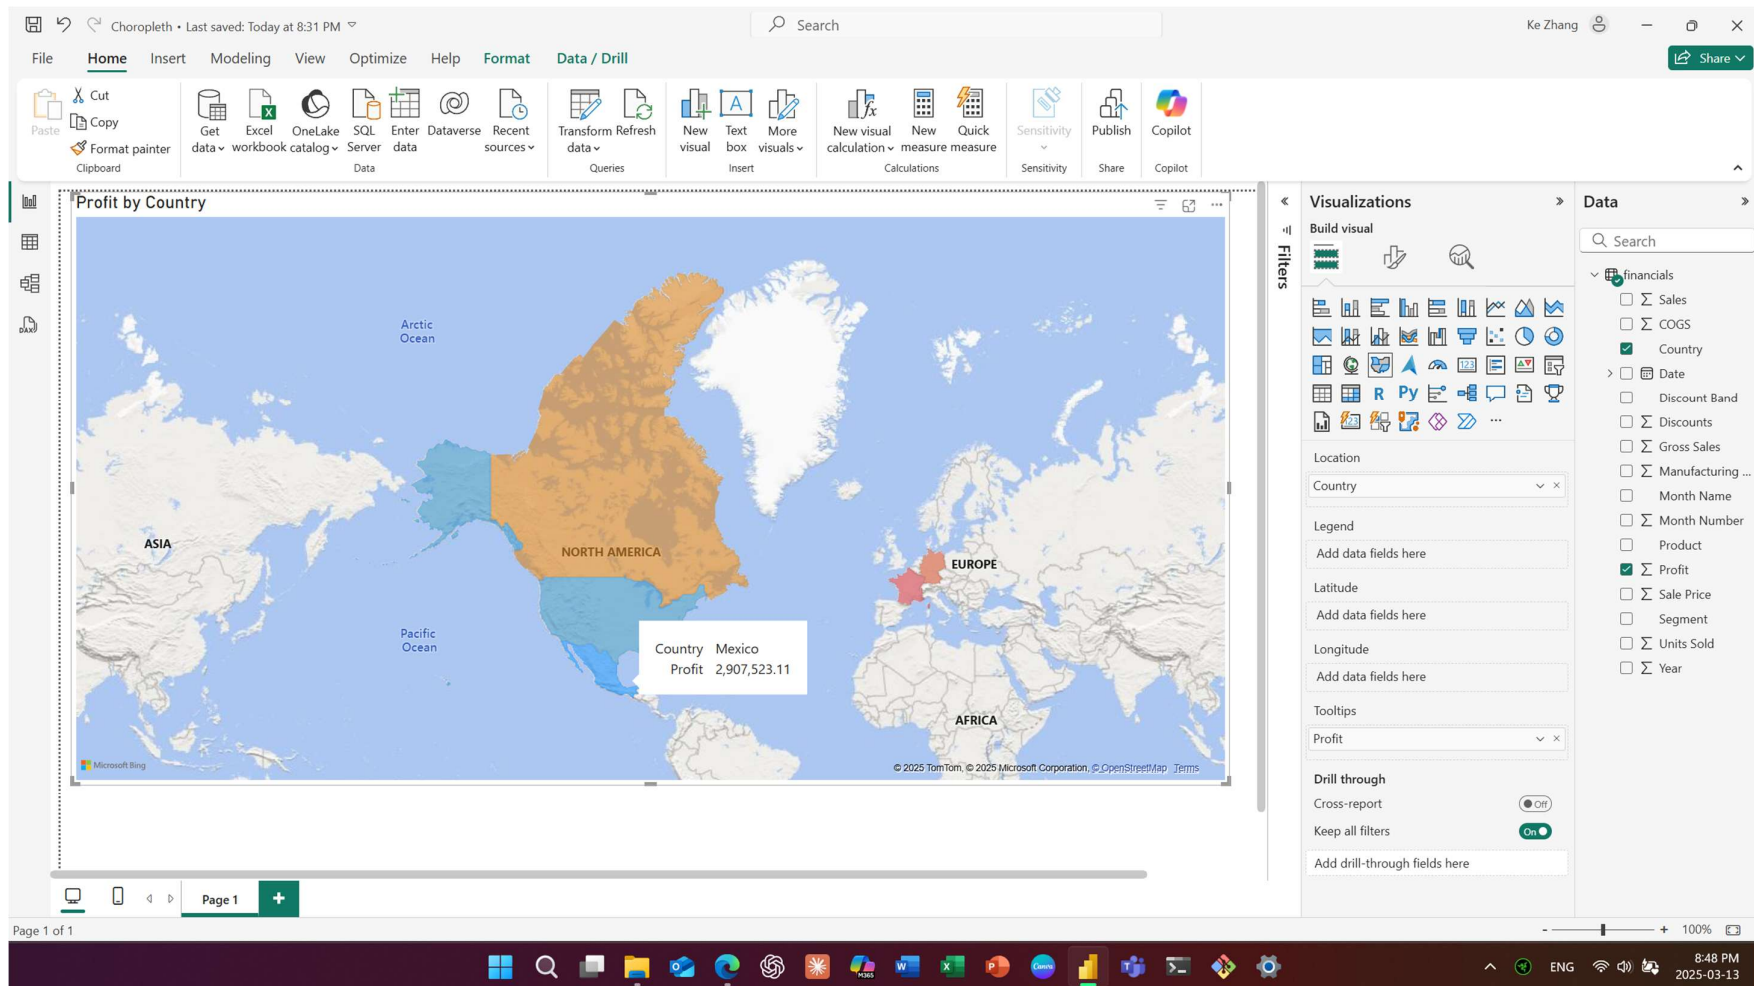 Choropleth • Last saved: Today at 8:31 PM
Search
Ke Zhang
File
Home
Insert
Modeling
View
Optimize
Help
Format
Data / Drill
Share
Paste
Cut
Copy
Format painter
Clipboard
Get data
Excel workbook
OneLake catalog
SQL Server
Enter data
Dataverse
Recent sources
Data
Transform data
Refresh
Queries
New visual
A
Text box
More visuals
Insert
New visual calculation
New measure
Quick measure
Calculations
Sensitivity
Sensitivity
Publish
Share
Copilot
Copilot
Profit by Country
Arctic
Ocean
ASIA
NORTH AMERICA
EUROPE
Pacific
Ocean
AFRICA
Country Mexico
Profit 2,907,523.11
Microsoft Bing
© 2025 TomTom, © 2025 Microsoft Corporation, © OpenStreetMap Terms
Filters
Visualizations
Build visual
123
R
Py
123
Location
Country
Legend
Add data fields here
Latitude
Add data fields here
Longitude
Add data fields here
Tooltips
Profit
Drill through
Cross-report
Off
Keep all filters
On
Add drill-through fields here
Data
Search
financials
Sales
COGS
Country
Date
Discount Band
Discounts
Gross Sales
Manufacturing ...
Month Name
Month Number
Product
Profit
Sale Price
Segment
Units Sold
Year
DAX
Page 1
Page 1 of 1
- + 100%
M365
Canva
ENG
8:48 PM
2025-03-13